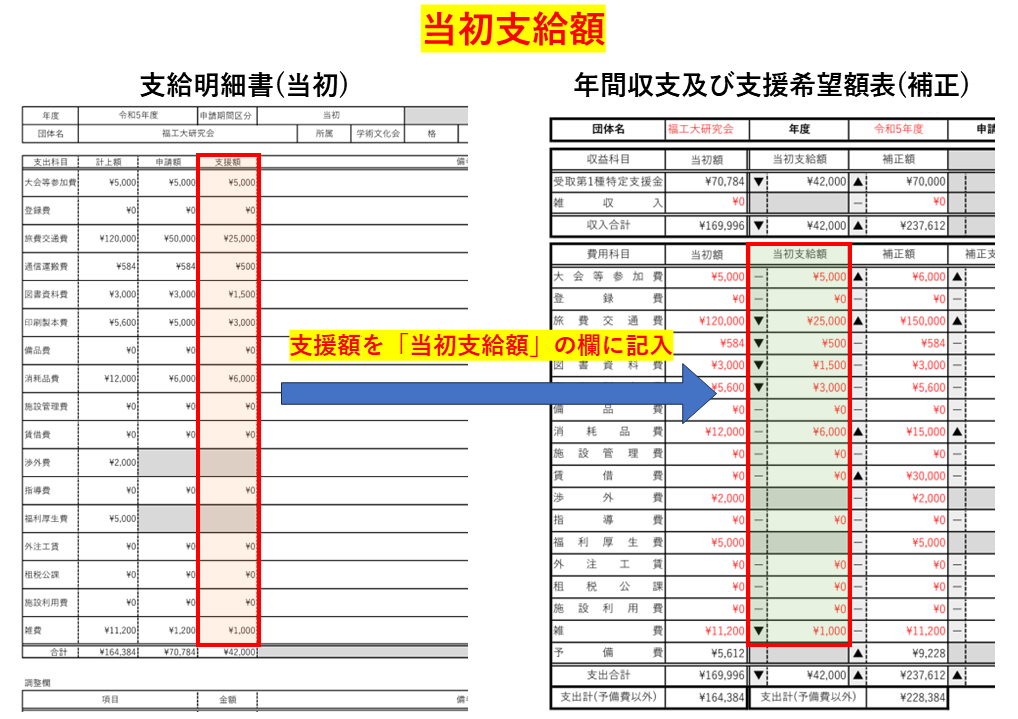 当初支給額
支給明細書(当初)
年度 令和5年度 申請期間区分 当初
団体名 福工大研究会 所属 学術文化会 格
支出科目 計上額 申請額 支援額 備
大会等参加費 ¥5,000 ¥5,000 ¥5,000
登録費 ¥0 ¥0 ¥0
旅費交通費 ¥120,000 ¥50,000 ¥25,000
通信運搬費 ¥584 ¥584 ¥500
図書資料費 ¥3,000 ¥3,000 ¥1,500
印刷製本費 ¥5,600 ¥5,000 ¥3,000
備品費 ¥0 ¥0 ¥0
消耗品費 ¥12,000 ¥6,000 ¥6,000
施設管理費 ¥0 ¥0 ¥0
賃借費 ¥0 ¥0 ¥0
渉外費 ¥2,000
指導費 ¥0 ¥0 ¥0
福利厚生費 ¥5,000
外注工賃 ¥0 ¥0 ¥0
租税公課 ¥0 ¥0 ¥0
施設利用費 ¥0 ¥0 ¥0
雑費 ¥11,200 ¥1,200 ¥1,000
合計 ¥164,384 ¥70,784 ¥42,000
調整欄
項目 金額 備
支援額を「当初支給額」の欄に記入
年間収支及び支援希望額表(補正)
団体名 福工大研究会 年度 令和5年度 申請
収益科目 当初額 当初支給額 補正額
受取第1種特定支援金 ¥70,784 ▼ ¥42,000 ▲ ¥70,000
雑収入 ¥0 － ¥0
収入合計 ¥169,996 ▼ ¥42,000 ▲ ¥237,612
費用科目 当初額 当初支給額 補正額 補正支
大会等参加費 ¥5,000 － ¥5,000 ▲ ¥6,000 ▲
登録費 ¥0 － ¥0 － ¥0 －
旅費交通費 ¥120,000 ▼ ¥25,000 ▲ ¥150,000 ▲
¥584 ▼ ¥500 － ¥584 －
図書資料費 ¥3,000 ▼ ¥1,500 － ¥3,000 －
¥5,600 ▼ ¥3,000 － ¥5,600 －
備品費 ¥0 － ¥0 － ¥0 －
消耗品費 ¥12,000 － ¥6,000 ▲ ¥15,000 ▲
施設管理費 ¥0 － ¥0 － ¥0 －
賃借費 ¥0 － ¥0 ▲ ¥30,000 －
渉外費 ¥2,000 － ¥2,000
指導費 ¥0 － ¥0 － ¥0 －
福利厚生費 ¥5,000 － ¥5,000
外注工賃 ¥0 － ¥0 － ¥0 －
租税公課 ¥0 － ¥0 － ¥0 －
施設利用費 ¥0 － ¥0 － ¥0 －
雑費 ¥11,200 ▼ ¥1,000 － ¥11,200 －
予備費 ¥5,612 ▲ ¥9,228
支出合計 ¥169,996 ▼ ¥42,000 ▲ ¥237,612 ▲
支出計(予備費以外) ¥164,384 支出計(予備費以外) ¥228,384